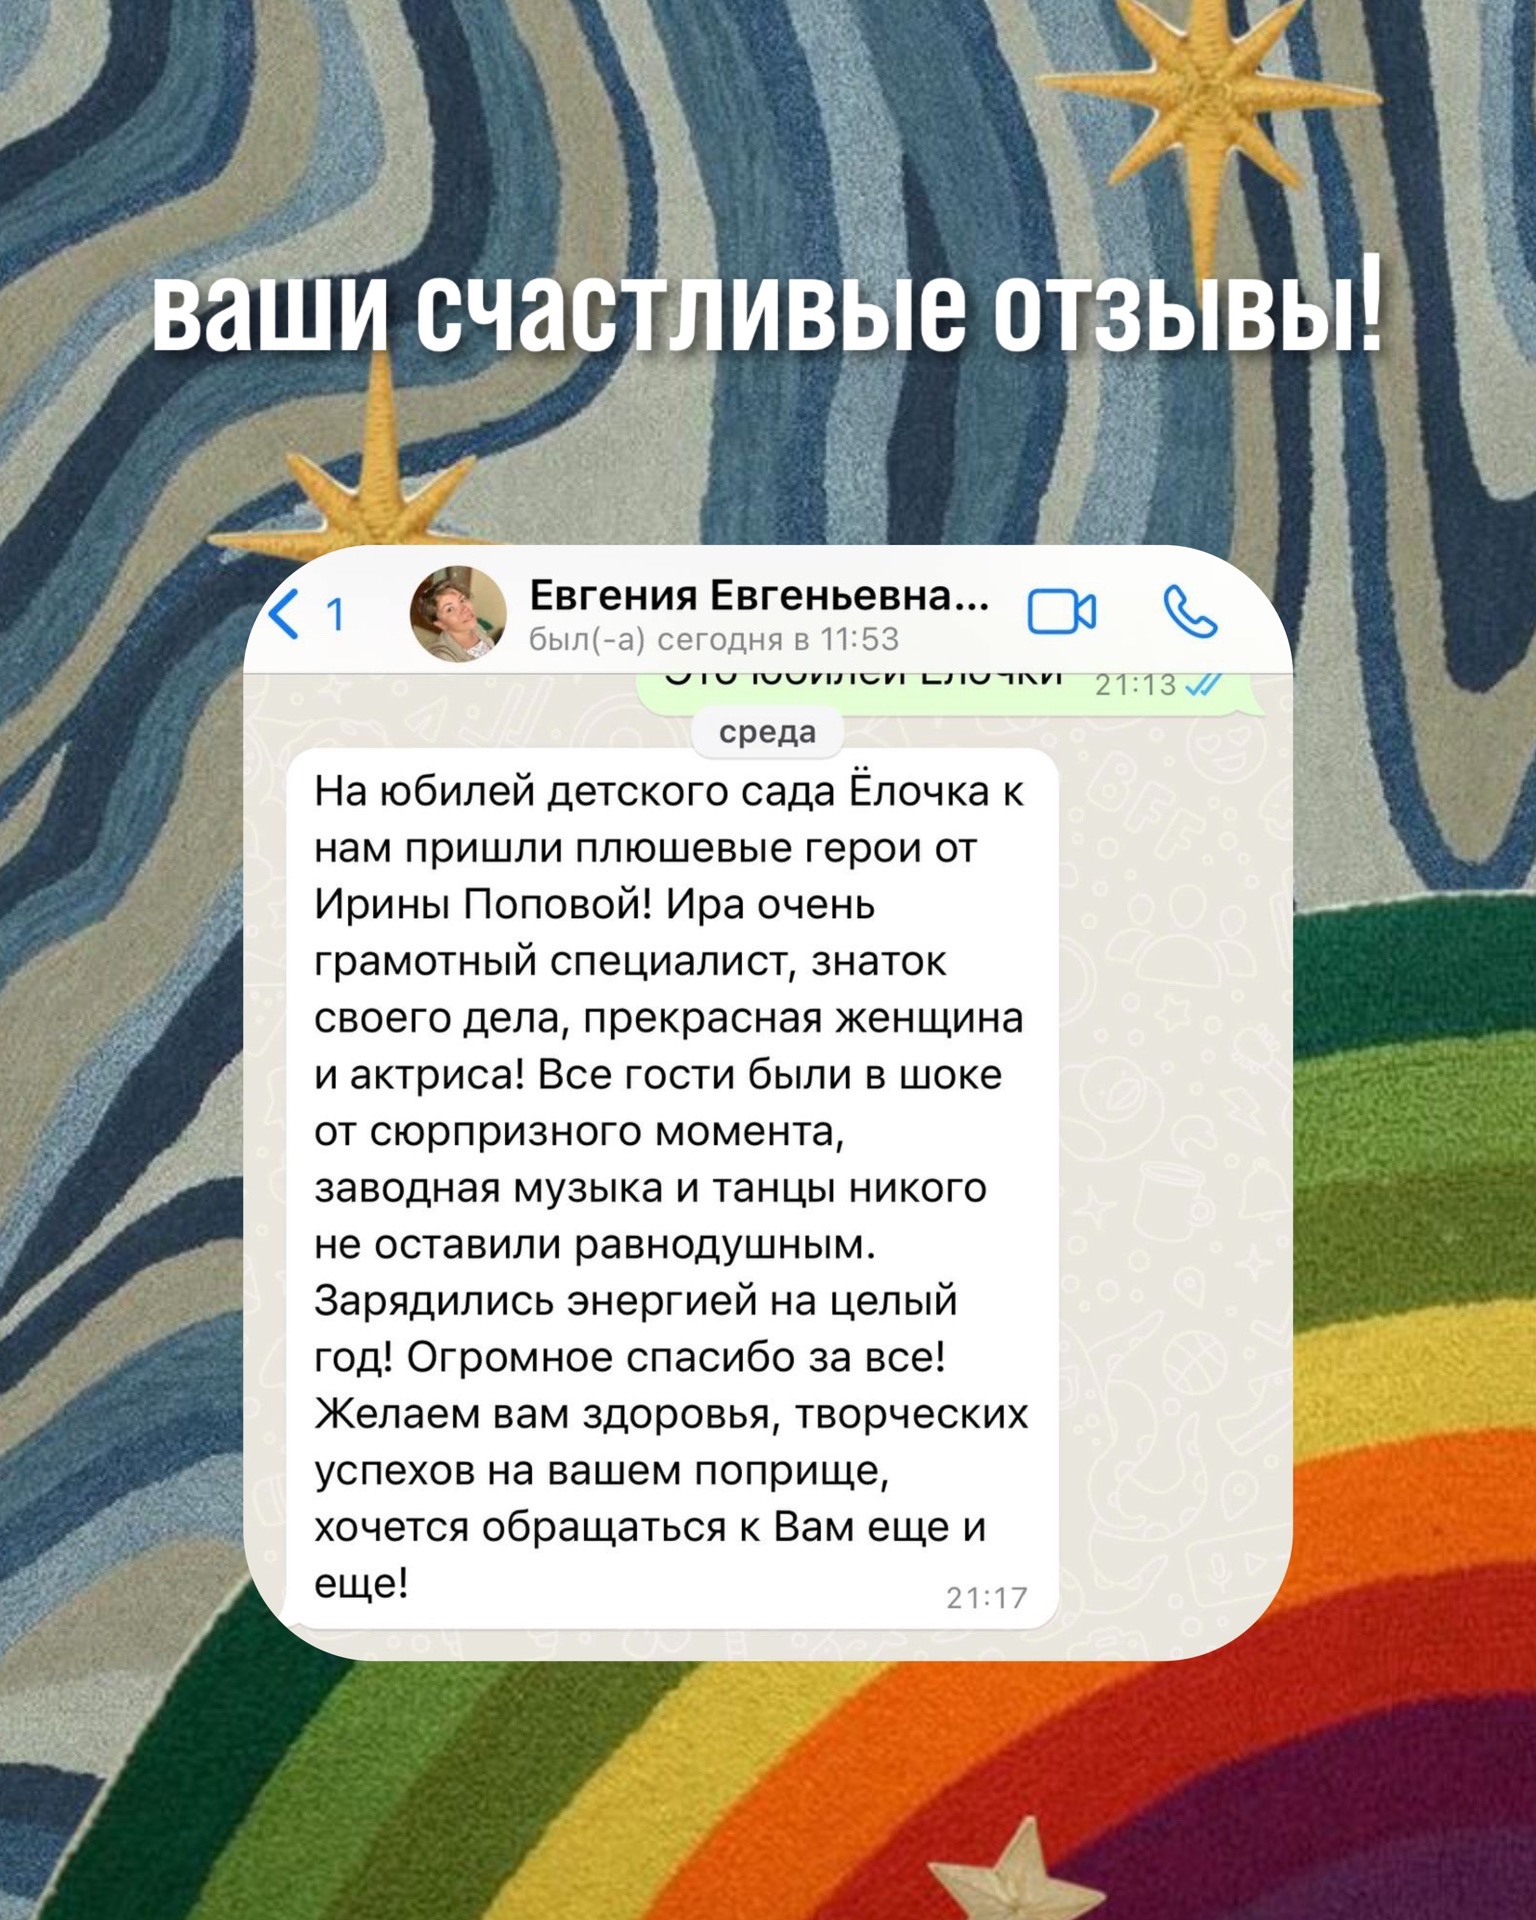 ваши счастливые отзывы!
1
Евгения Евгеньевна...
был(-а) сегодня в 11:53
Это юбилей Ёлочки 21:13
среда
На юбилей детского сада Ёлочка к
нам пришли плюшевые герои от
Ирины Поповой! Ира очень
грамотный специалист, знаток
своего дела, прекрасная женщина
и актриса! Все гости были в шоке
от сюрпризного момента,
заводная музыка и танцы никого
не оставили равнодушным.
Зарядились энергией на целый
год! Огромное спасибо за все!
Желаем вам здоровья, творческих
успехов на вашем поприще,
хочется обращаться к Вам еще и
еще!
21:17